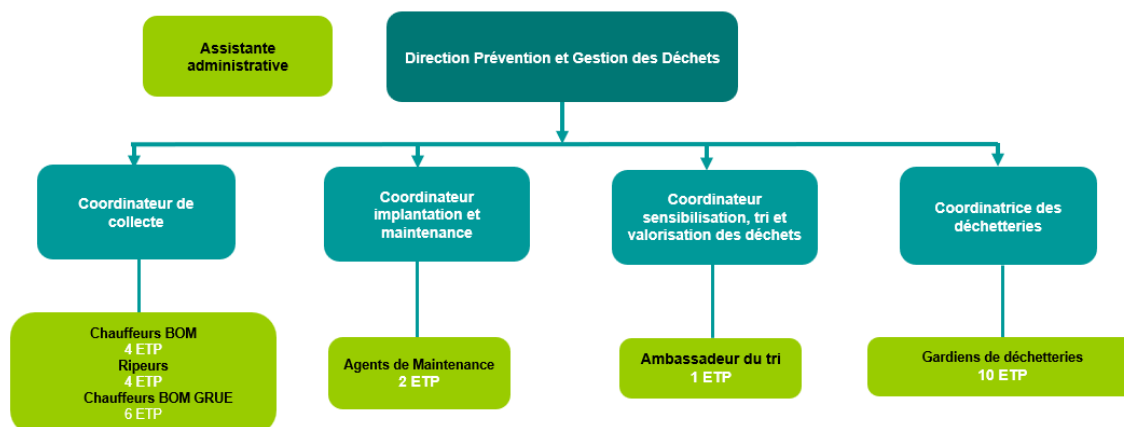 Assistante
administrative
Direction Prévention et Gestion des Déchets
Coordinateur de
collecte
Coordinateur
implantation et
maintenance
Coordinateur
sensibilisation, tri et
valorisation des déchets
Coordinatrice des
déchetteries
Chauffeurs BOM
4 ETP
Ripeurs
4 ETP
Chauffeurs BOM GRUE
6 ETP
Agents de Maintenance
2 ETP
Ambassadeur du tri
1 ETP
Gardiens de déchetteries
10 ETP